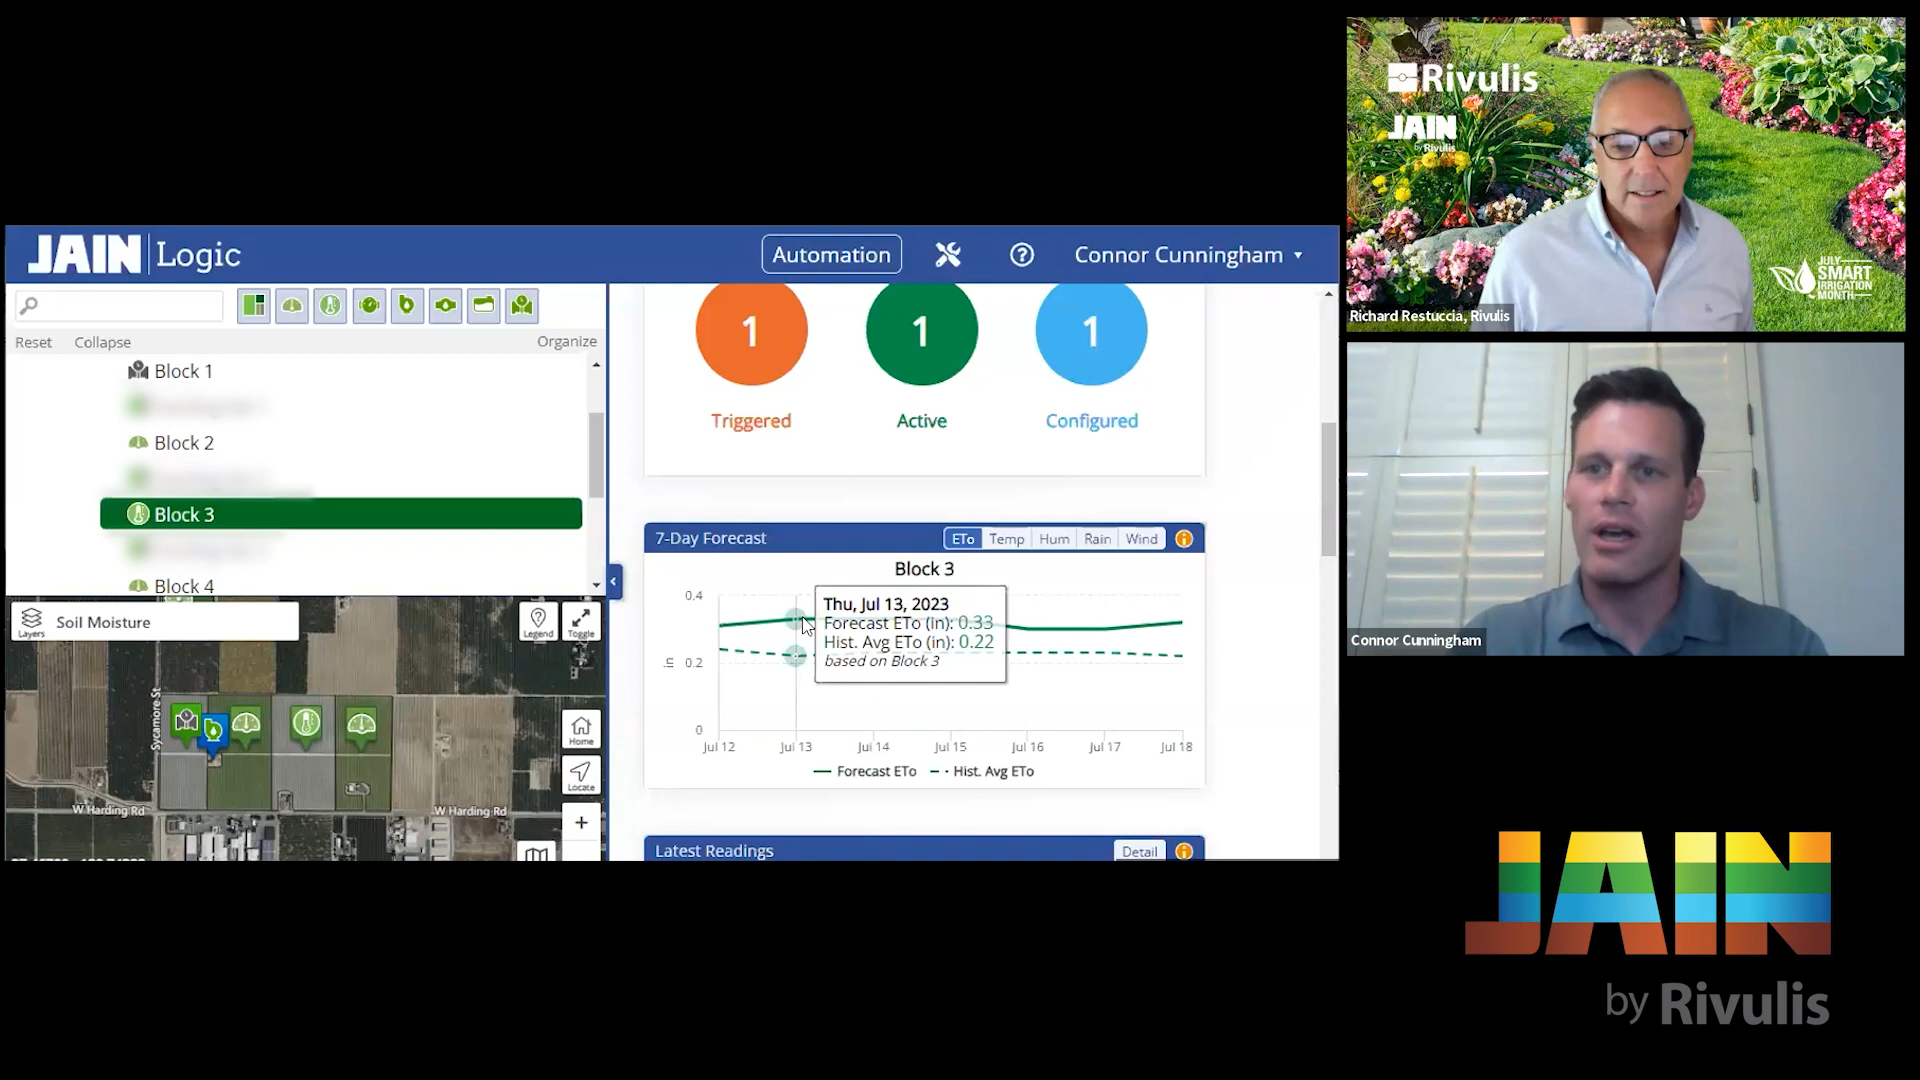 JAIN Logic
Automation
Connor Cunningham
Reset Collapse Organize
Block 1
Block 2
Block 3
Block 4
Layers
Soil Moisture
Legend
Toggle
Sycamore St
Home
Locate
W Harding Rd
W Harding Rd
+
1 1 1
Triggered Active Configured
7-Day Forecast
ETo Temp Hum Rain Wind
Block 3
0.4
in
0.2
0
Thu, Jul 13, 2023
Forecast ETo (in): 0.33
Hist. Avg ETo (in): 0.22
based on Block 3
Jul 12 Jul 13 Jul 14 Jul 15 Jul 16 Jul 17 Jul 18
Forecast ETo Hist. Avg ETo
Latest Readings
Detail
Rivulis
JAIN
by Rivulis
JULY
SMART
IRRIGATION
MONTH
Richard Restuccia, Rivulis
Connor Cunningham
JAIN
by Rivulis